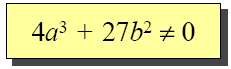 4a³ + 27b² ≠ 0